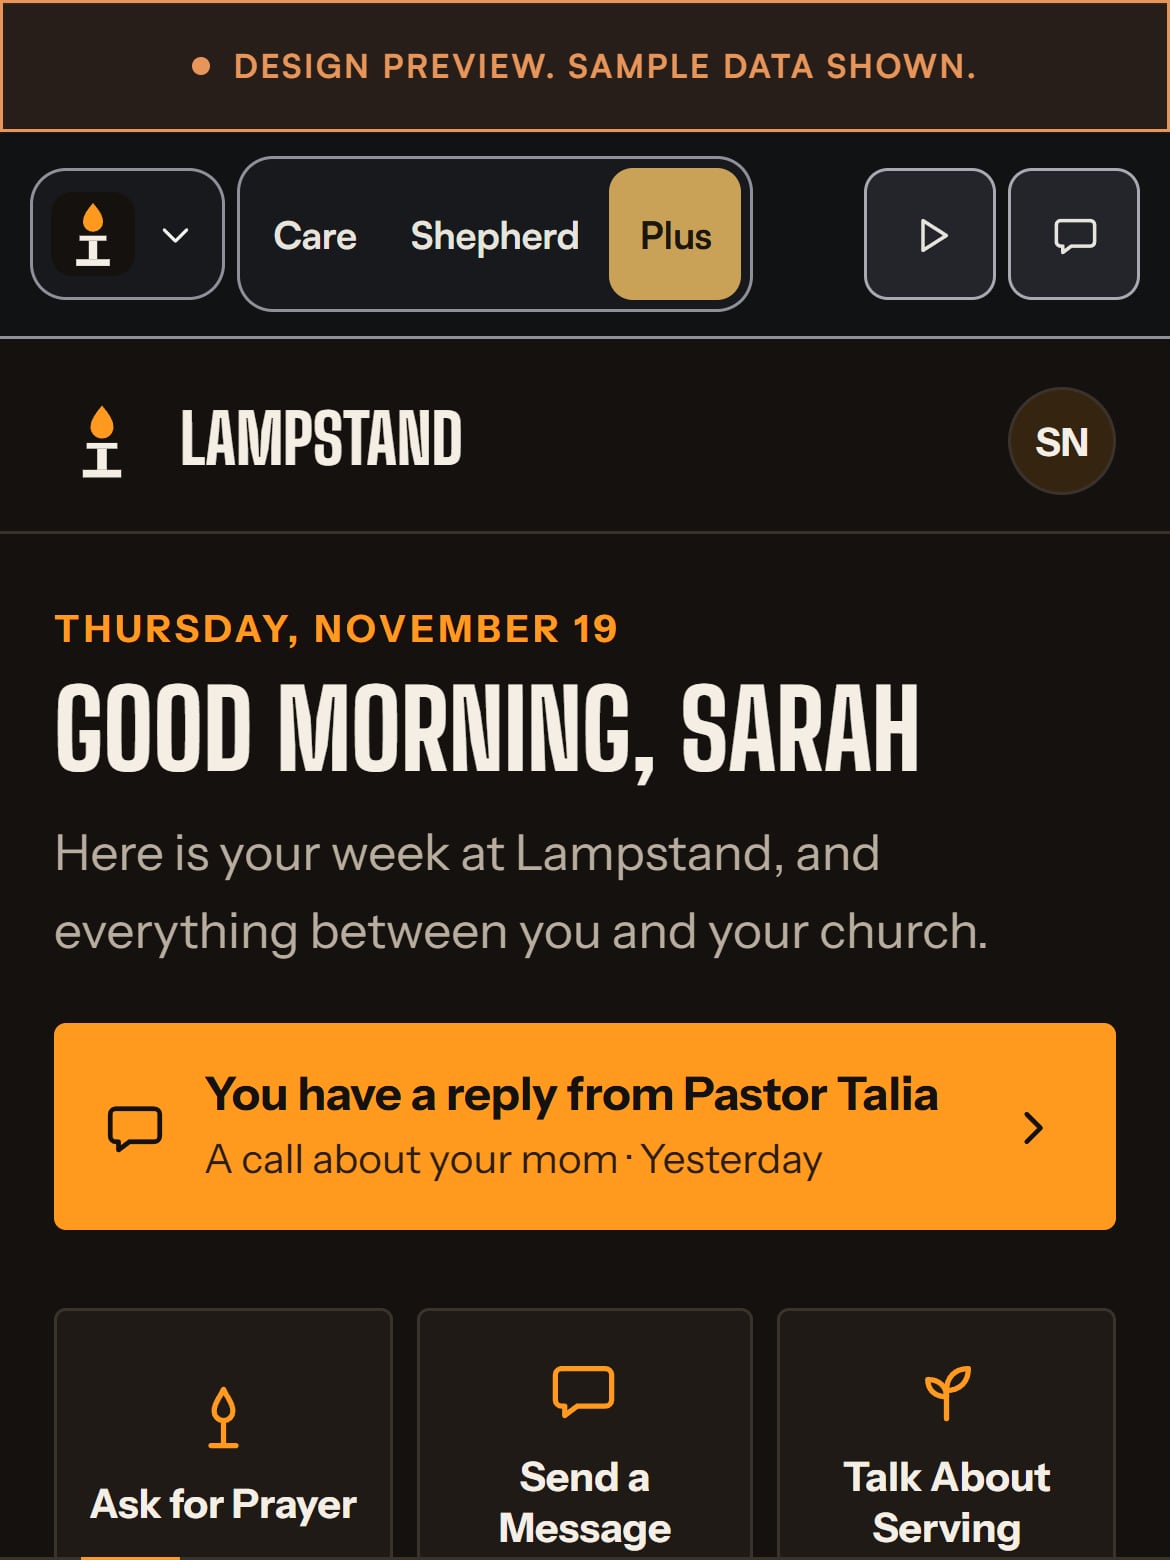 DESIGN PREVIEW. SAMPLE DATA SHOWN.
Care Shepherd Plus
LAMPSTAND
SN
THURSDAY, NOVEMBER 19
GOOD MORNING, SARAH
Here is your week at Lampstand, and
everything between you and your church.
You have a reply from Pastor Talia
A call about your mom · Yesterday
Ask for Prayer
Send a
Message
Talk About
Serving